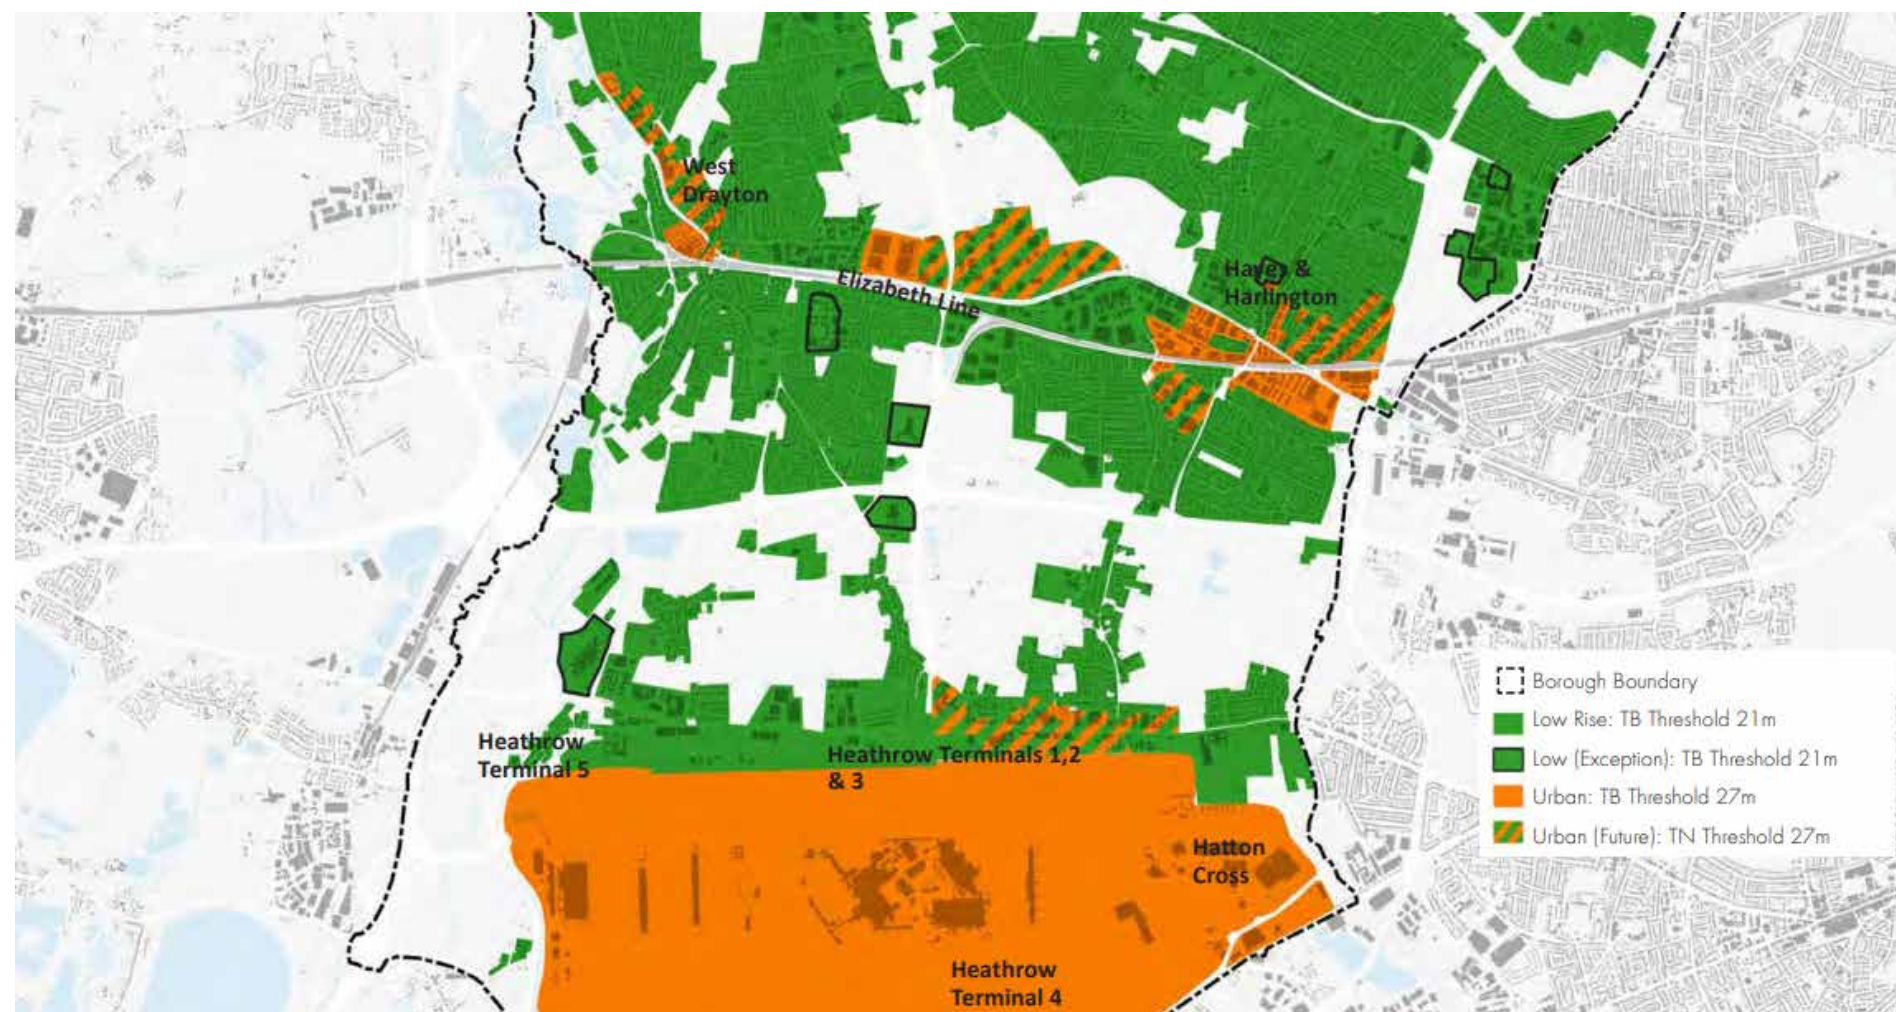 West
Drayton
Elizabeth Line
Hayes &
Harlington
Heathrow
Terminal 5
Heathrow Terminals 1,2
& 3
Hatton
Cross
Heathrow
Terminal 4
Borough Boundary
Low Rise: TB Threshold 21m
Low (Exception): TB Threshold 21m
Urban: TB Threshold 27m
Urban (Future): TN Threshold 27m